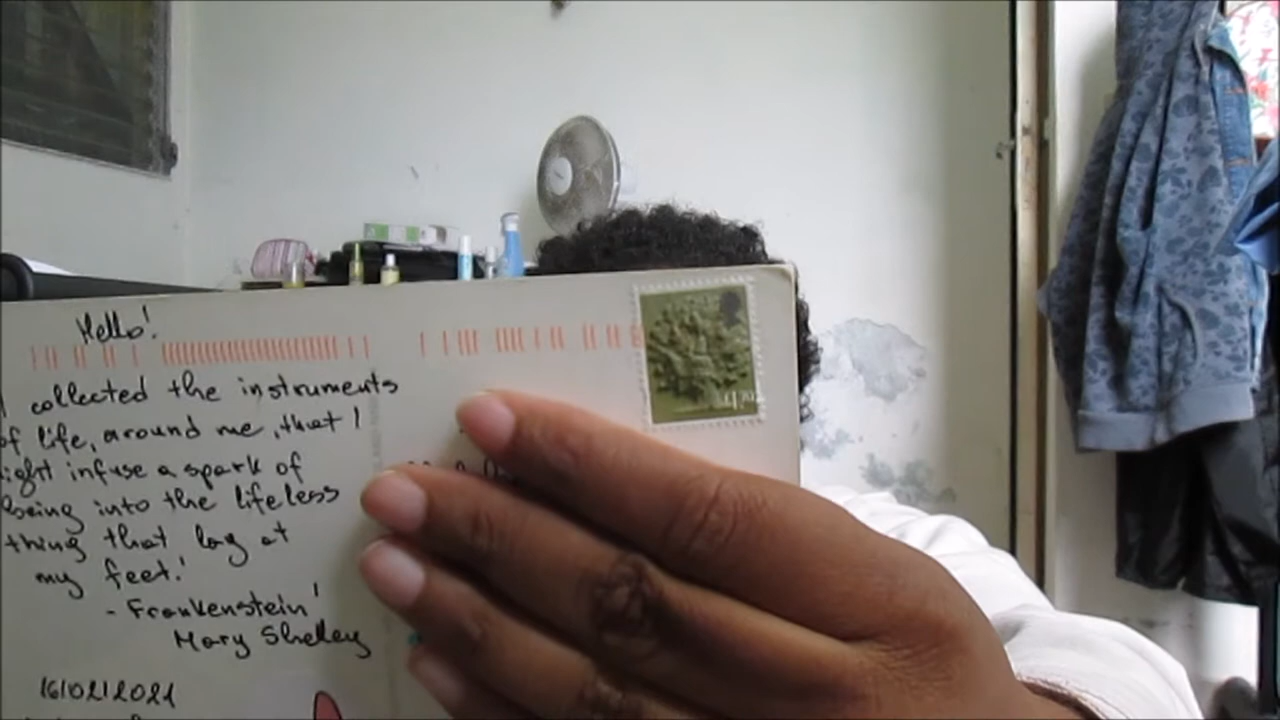 Hello!
I collected the instruments
of life, around me, that I
ight infuse a spark of
being into the lifeless
thing that lay at
my feet.'
- Frankenstein'
Mary Shelley
16/02/2021